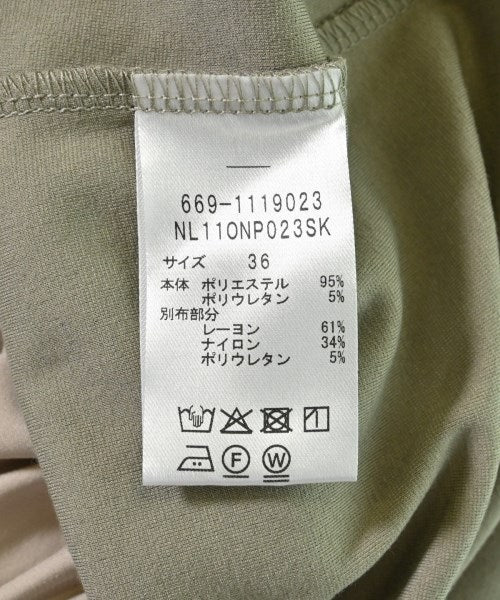 669-1119023
NL110NP023SK
サイズ 36
本体 ポリエステル 95%
ポリウレタン 5%
別布部分
レーヨン 61%
ナイロン 34%
ポリウレタン 5%
F W